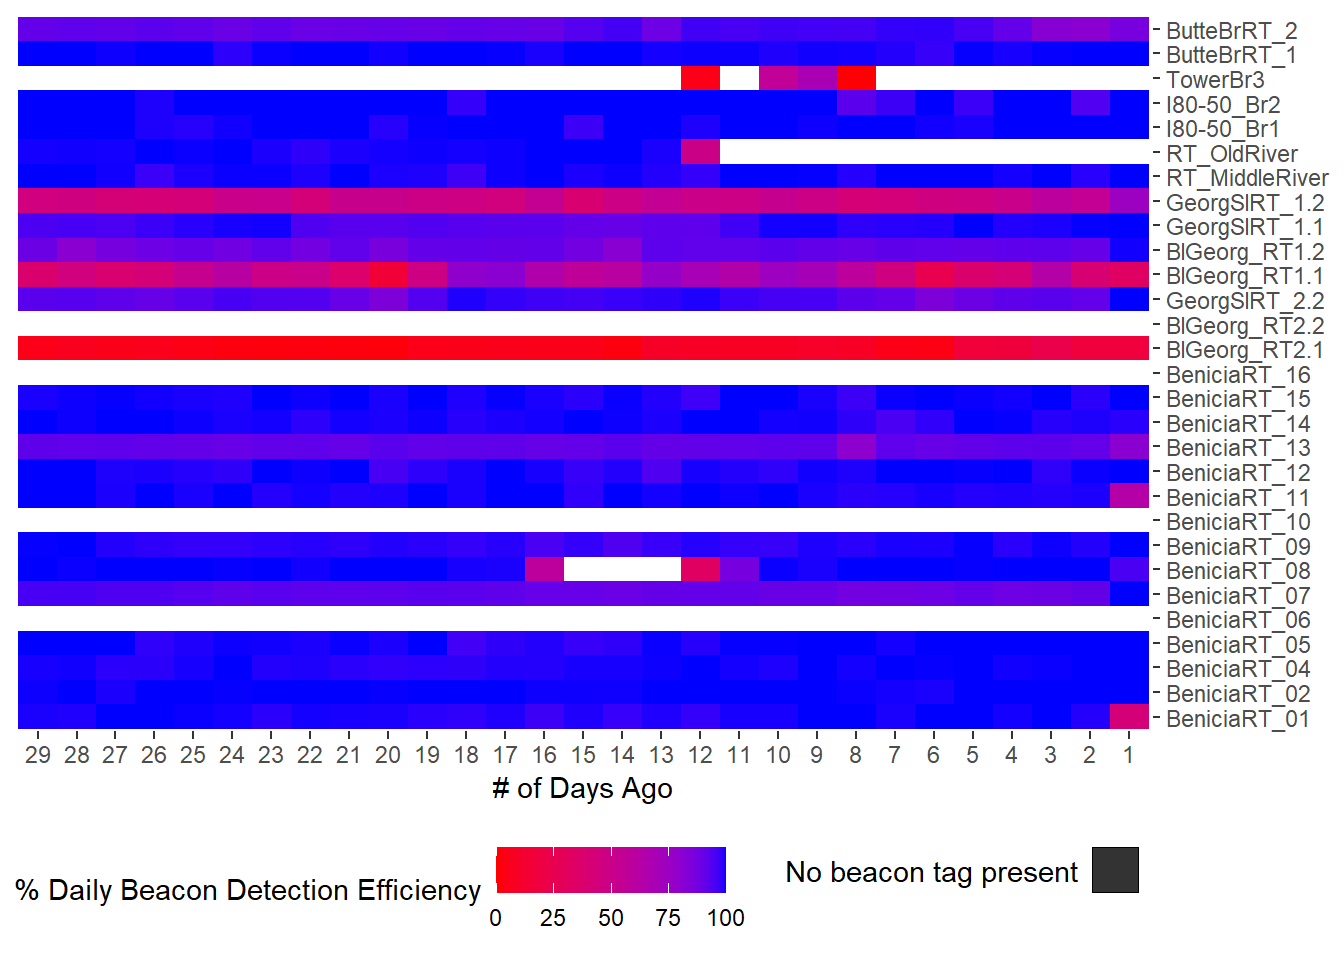 ButteBrRT_2
ButteBrRT_1
TowerBr3
I80-50_Br2
I80-50_Br1
RT_OldRiver
RT_MiddleRiver
GeorgSlRT_1.2
GeorgSlRT_1.1
BlGeorg_RT1.2
BlGeorg_RT1.1
GeorgSlRT_2.2
BlGeorg_RT2.2
BlGeorg_RT2.1
BeniciaRT_16
BeniciaRT_15
BeniciaRT_14
BeniciaRT_13
BeniciaRT_12
BeniciaRT_11
BeniciaRT_10
BeniciaRT_09
BeniciaRT_08
BeniciaRT_07
BeniciaRT_06
BeniciaRT_05
BeniciaRT_04
BeniciaRT_02
BeniciaRT_01
29 28 27 26 25 24 23 22 21 20 19 18 17 16 15 14 13 12 11 10 9 8 7 6 5 4 3 2 1
# of Days Ago
% Daily Beacon Detection Efficiency
0 25 50 75 100
No beacon tag present